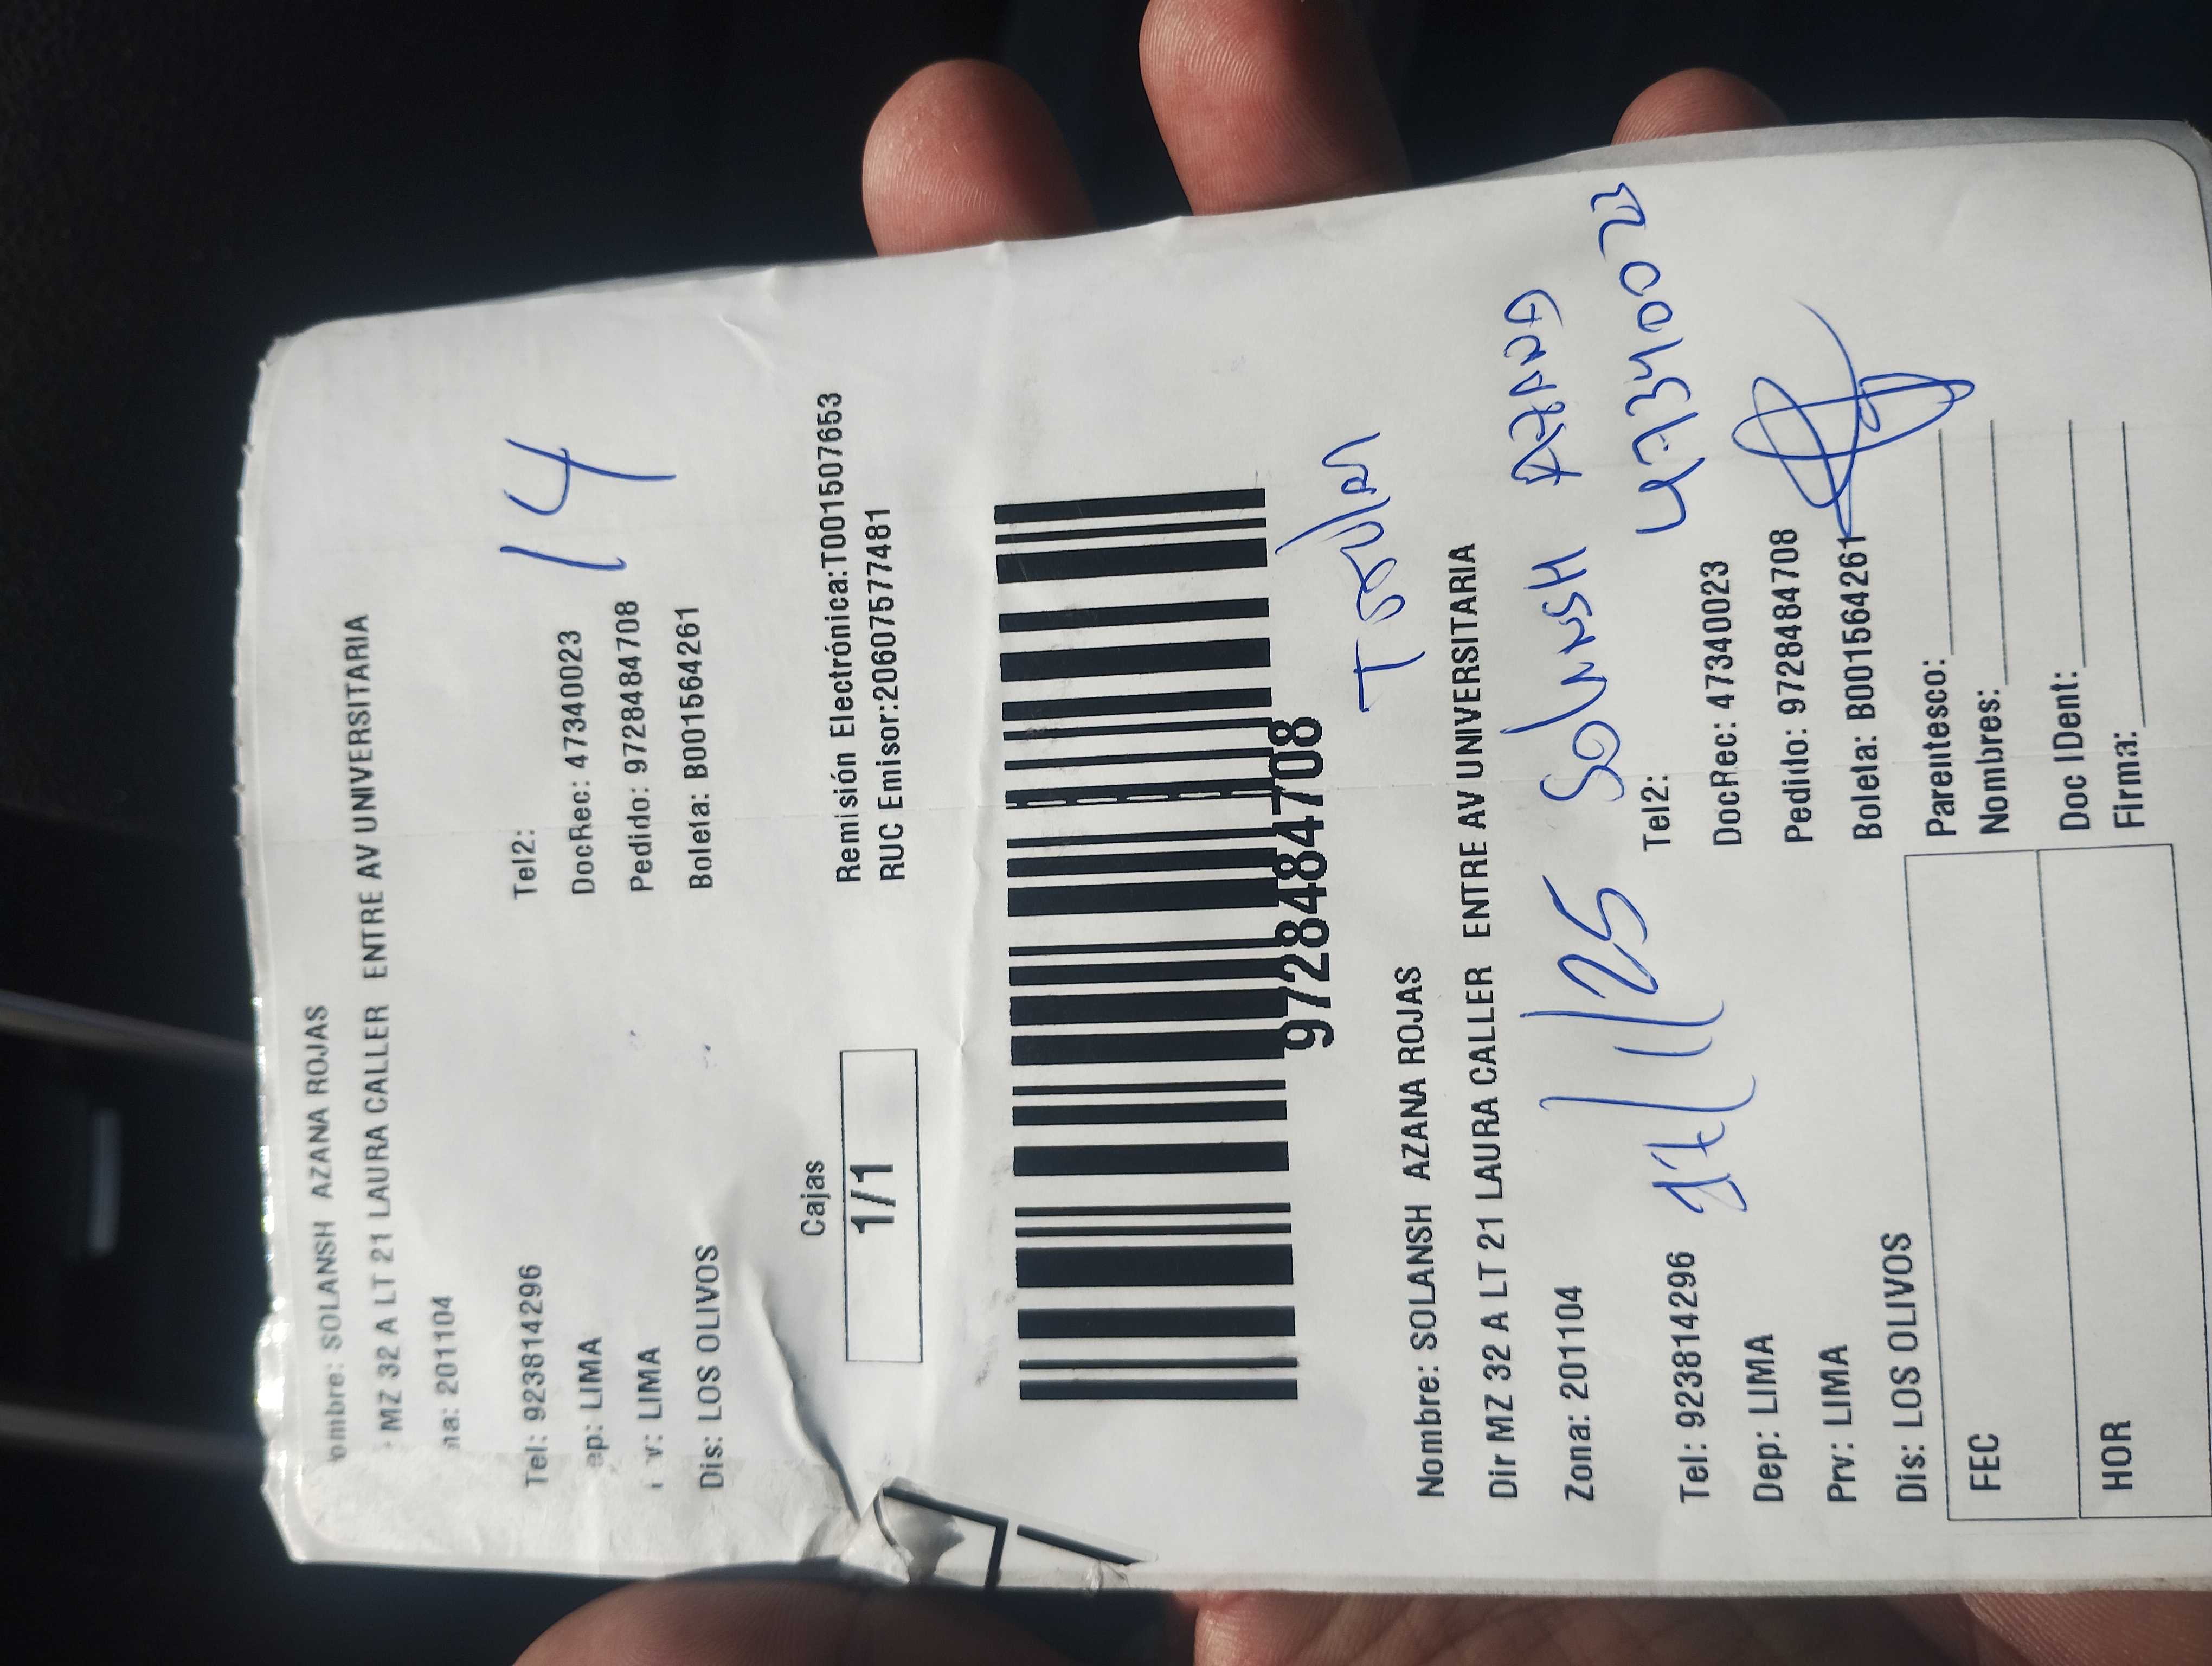 ombre: SOLANSH AZANA ROJAS
: MZ 32 A LT 21 LAURA CALLER ENTRE AV UNIVERSITARIA
na: 201104
Tel: 923814296 Tel2:
ep: LIMA DocRec: 47340023
v: LIMA Pedido: 9728484708
Dis: LOS OLIVOS Boleta: B001564261
14
Cajas
1/1
Remisión Electrónica:T001507653
RUC Emisor:20607577481
9728484708
Nombre: SOLANSH AZANA ROJAS
Dir MZ 32 A LT 21 LAURA CALLER ENTRE AV UNIVERSITARIA
Solansh Azana
Zona: 201104
47340023
Tel: 923814296 Tel2:
Dep: LIMA DocRec: 47340023
Prv: LIMA Pedido: 9728484708
Dis: LOS OLIVOS Boleta: B001564261
FEC
HOR
Parentesco:
Nombres:
Doc IDent:
Firma: